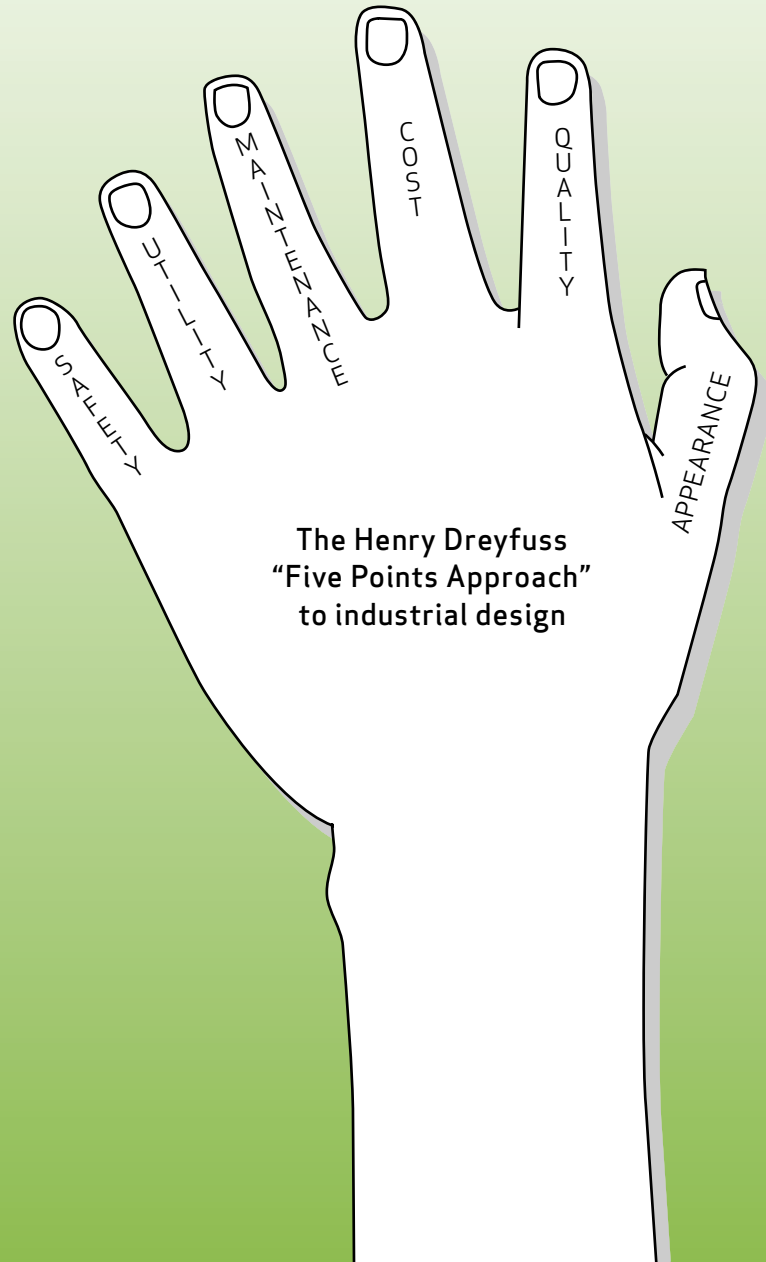 SAFETY
UTILITY
MAINTENANCE
COST
QUALITY
APPEARANCE
The Henry Dreyfuss
“Five Points Approach”
to industrial design